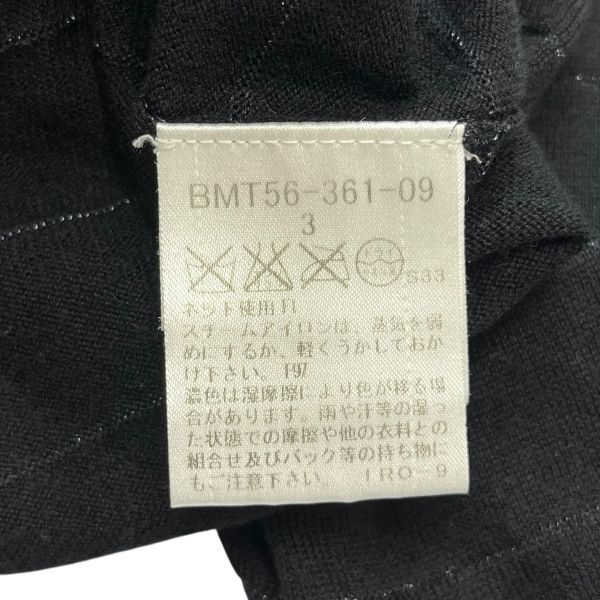 BMT56-361-09
3
S33
ネット使用 F1
スチームアイロンは、蒸気を弱
めにするか、軽くうかしておか
け下さい。 F97
濃色は湿摩擦により色が移る場
合があります。雨や汗等の湿っ
た状態での摩擦や他の衣料との
組合せ及びバック等の持ち物に
もご注意下さい。 IRO-9